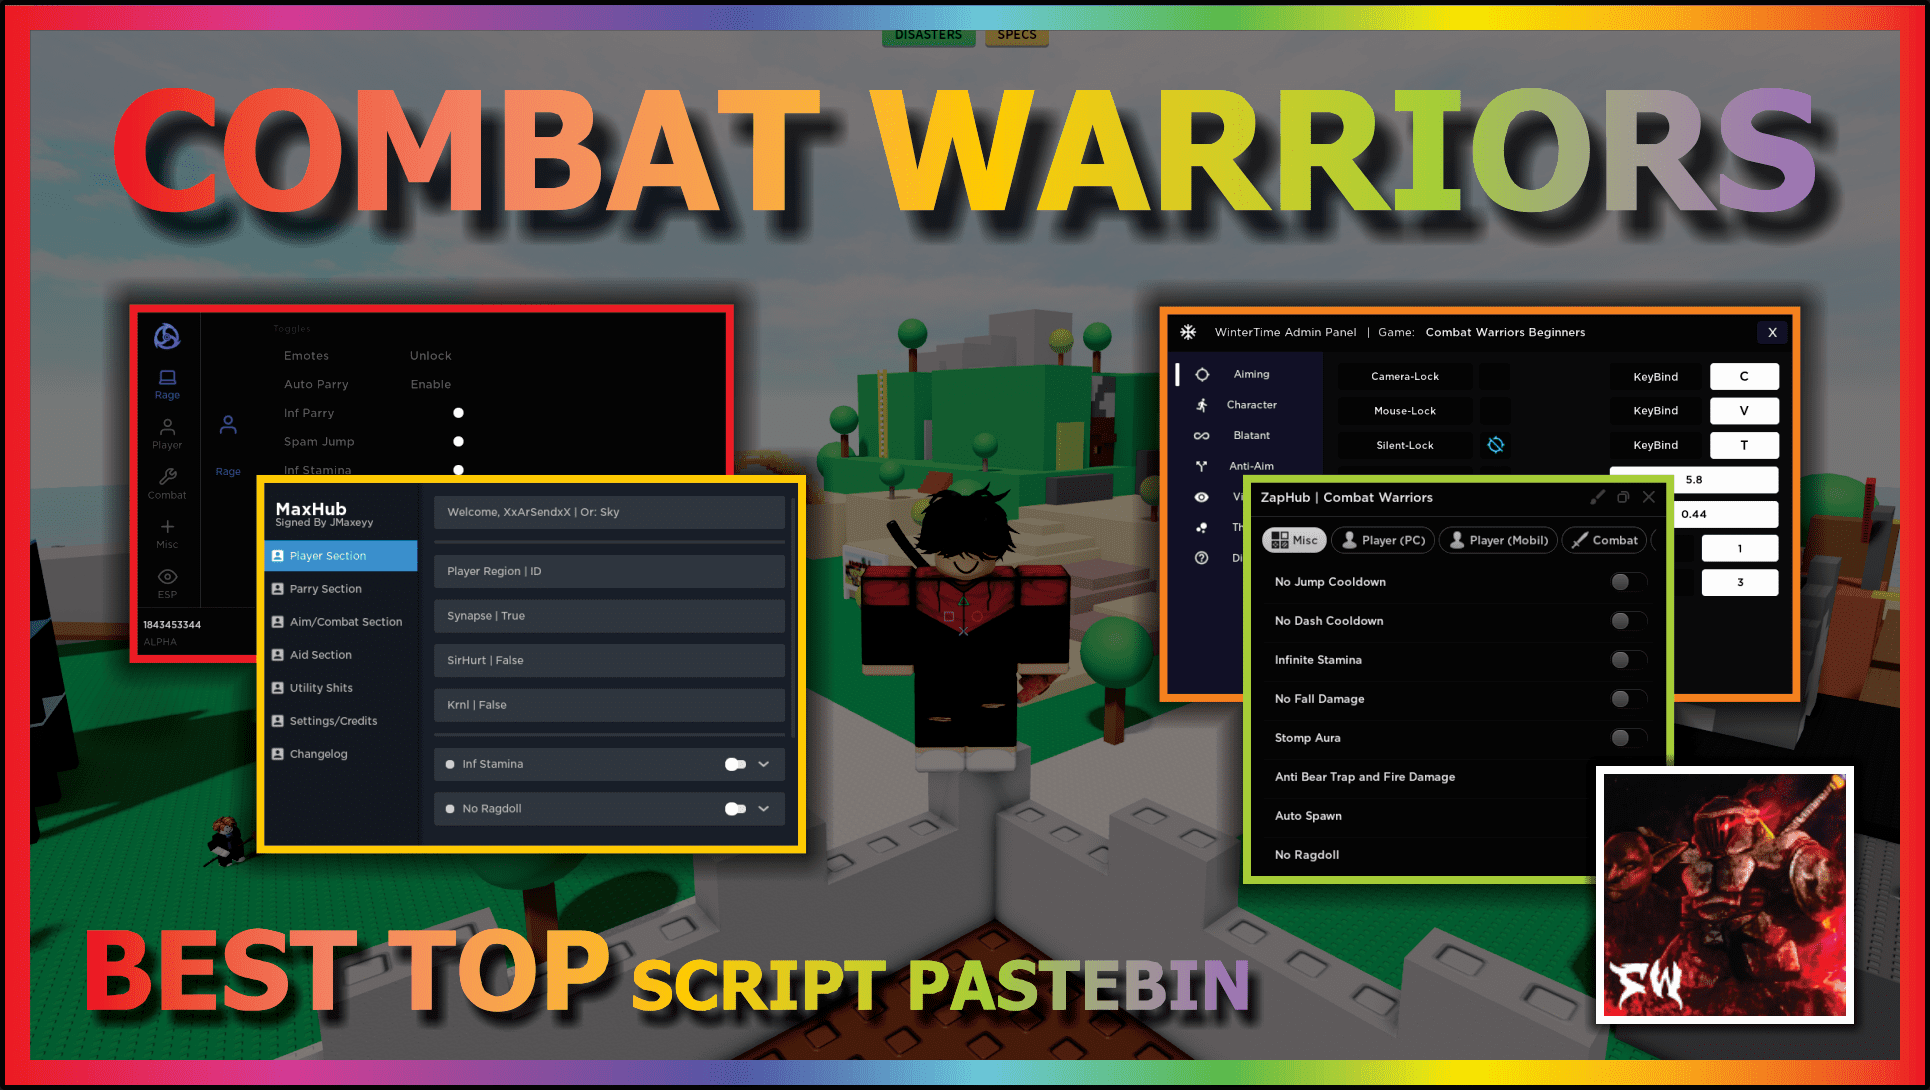 DISASTERS
SPECS
COMBAT WARRIORS
Toggles
Emotes Unlock
Auto Parry Enable
Inf Parry
Spam Jump
Inf Stamina
Rage
Player
Combat
Misc
ESP
Rage
1843453344
ALPHA
MaxHub
Signed By JMaxeyy
Player Section
Parry Section
Aim/Combat Section
Aid Section
Utility Shits
Settings/Credits
Changelog
Welcome, XxArSendxX | Or: Sky
Player Region | ID
Synapse | True
SirHurt | False
Krnl | False
Inf Stamina
No Ragdoll
WinterTime Admin Panel | Game: Combat Warriors Beginners X
Aiming
Character
Blatant
Anti-Aim
Vi
Th
Di
Camera-Lock KeyBind C
Mouse-Lock KeyBind V
Silent-Lock KeyBind T
5.8
0.44
1
3
ZapHub | Combat Warriors
Misc Player (PC) Player (Mobil) Combat
No Jump Cooldown
No Dash Cooldown
Infinite Stamina
No Fall Damage
Stomp Aura
Anti Bear Trap and Fire Damage
Auto Spawn
No Ragdoll
BEST TOP SCRIPT PASTEBIN
FW